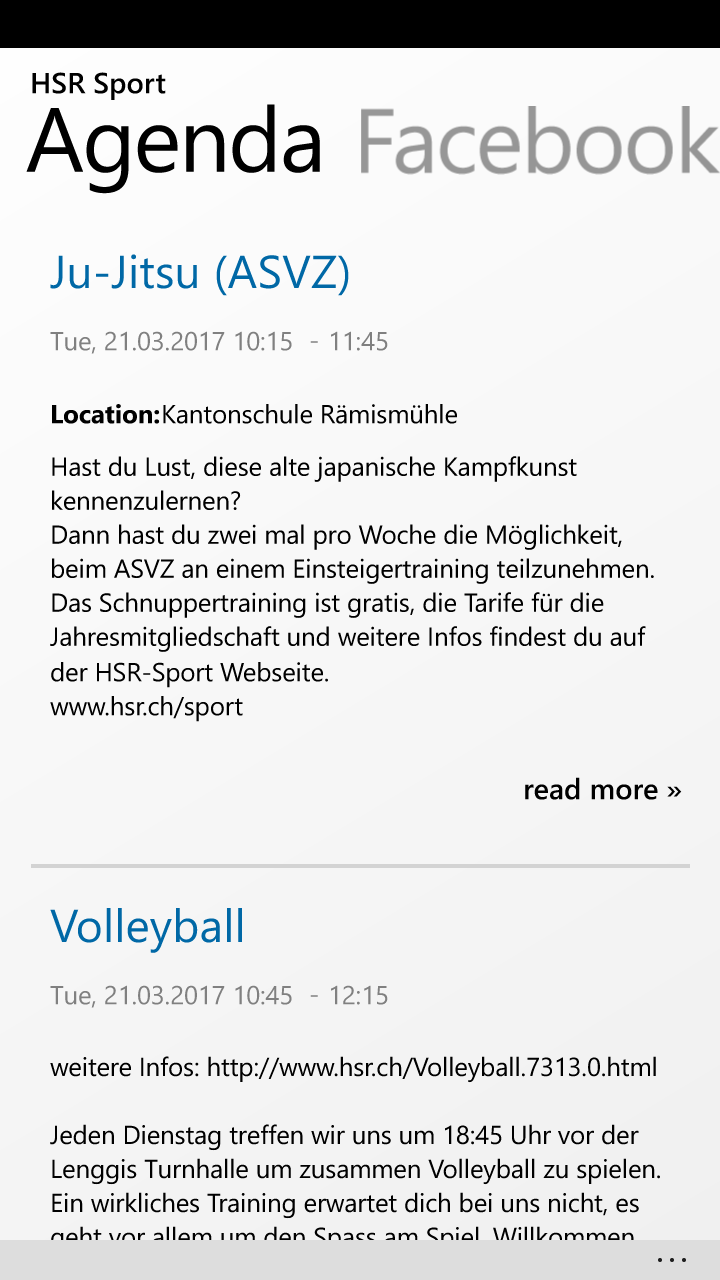 HSR Sport
Agenda Facebook
Ju-Jitsu (ASVZ)
Tue, 21.03.2017 10:15 - 11:45
Location:Kantonschule Rämismühle
Hast du Lust, diese alte japanische Kampfkunst
kennenzulernen?
Dann hast du zwei mal pro Woche die Möglichkeit,
beim ASVZ an einem Einsteigertraining teilzunehmen.
Das Schnuppertraining ist gratis, die Tarife für die
Jahresmitgliedschaft und weitere Infos findest du auf
der HSR-Sport Webseite.
www.hsr.ch/sport
read more »
Volleyball
Tue, 21.03.2017 10:45 - 12:15
weitere Infos: http://www.hsr.ch/Volleyball.7313.0.html
Jeden Dienstag treffen wir uns um 18:45 Uhr vor der
Lenggis Turnhalle um zusammen Volleyball zu spielen.
Ein wirkliches Training erwartet dich bei uns nicht, es
geht vor allem um den Spass am Spiel. Willkommen
...